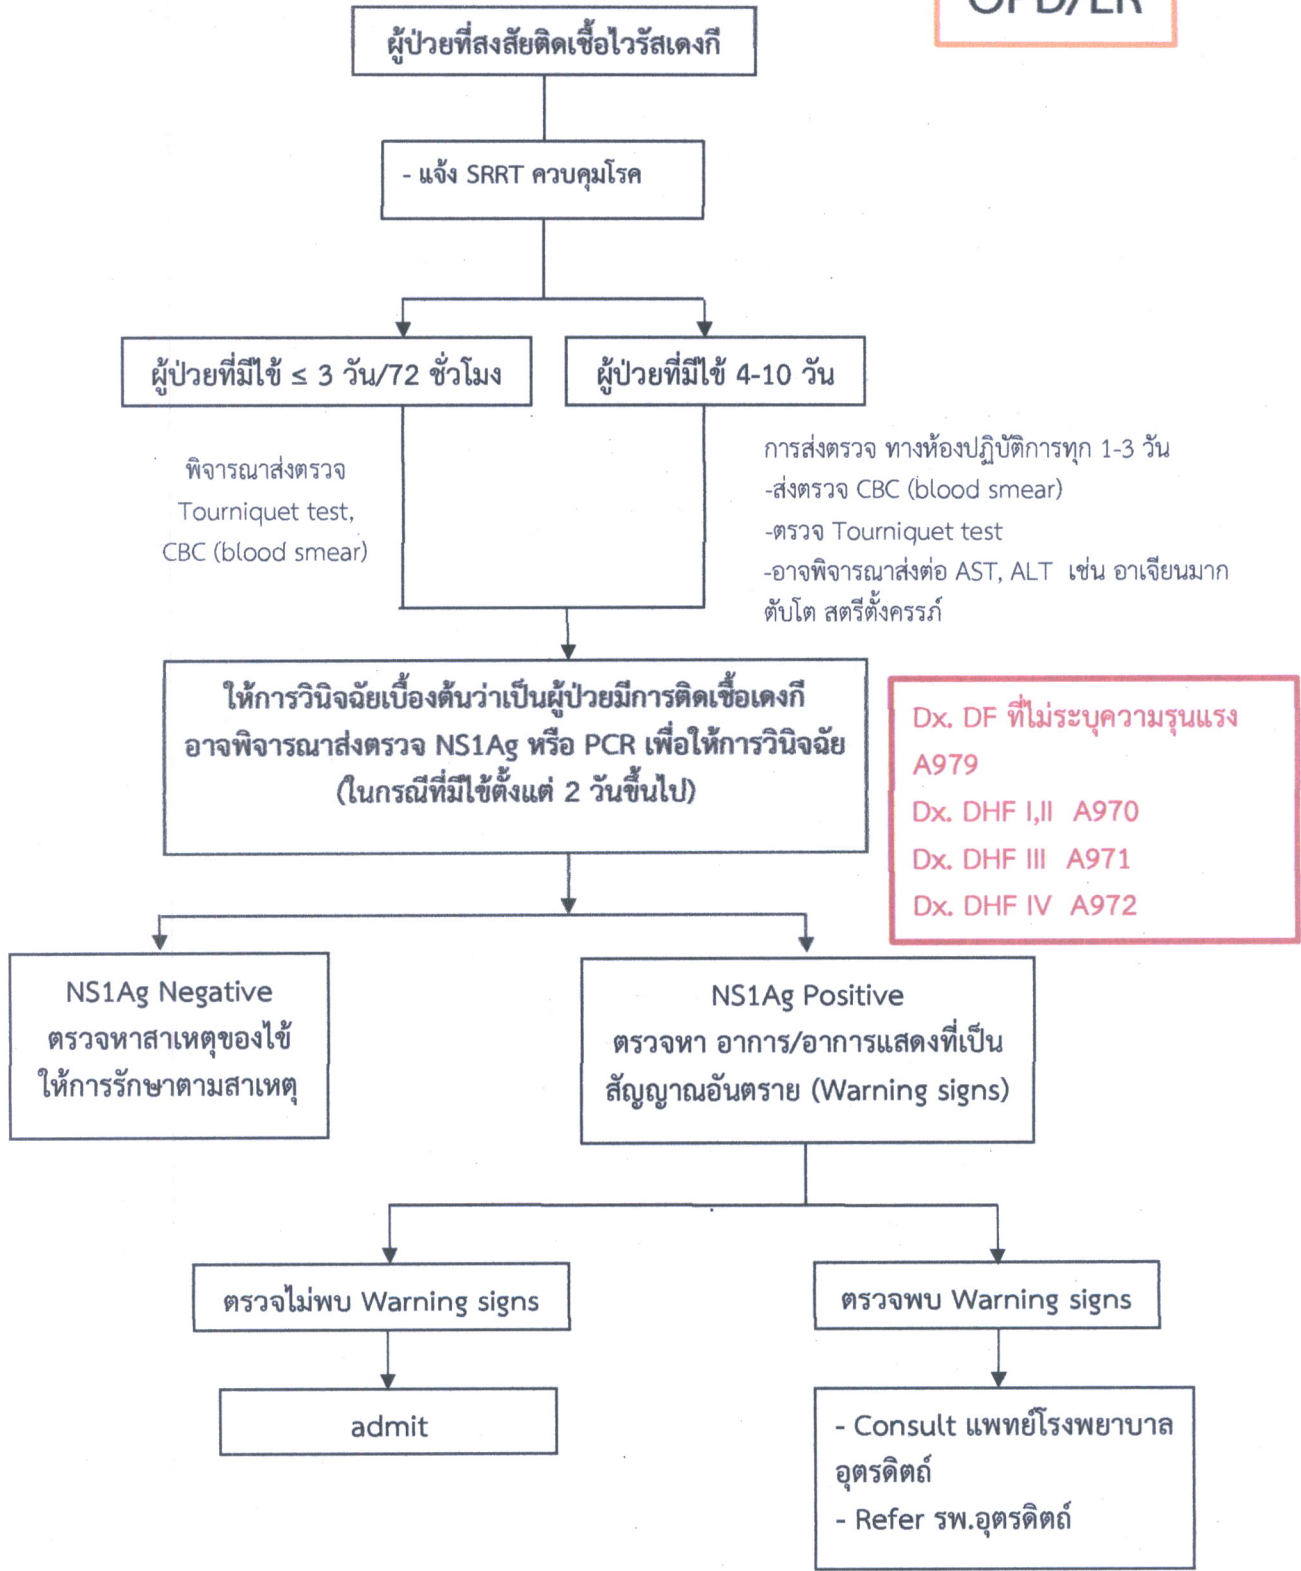 OPD/ER
ผู้ป่วยที่สงสัยติดเชื้อไวรัสเดงกี
- แจ้ง SRRT ควบคุมโรค
ผู้ป่วยที่มีไข้ ≤ 3 วัน/72 ชั่วโมง
ผู้ป่วยที่มีไข้ 4-10 วัน
พิจารณาส่งตรวจ
Tourniquet test,
CBC (blood smear)
การส่งตรวจ ทางห้องปฏิบัติการทุก 1-3 วัน
-ส่งตรวจ CBC (blood smear)
-ตรวจ Tourniquet test
-อาจพิจารณาส่งต่อ AST, ALT เช่น อาเจียนมาก
ตับโต สตรีตั้งครรภ์
ให้การวินิจฉัยเบื้องต้นว่าเป็นผู้ป่วยมีการติดเชื้อเดงกี
อาจพิจารณาส่งตรวจ NS1Ag หรือ PCR เพื่อให้การวินิจฉัย
(ในกรณีที่มีไข้ตั้งแต่ 2 วันขึ้นไป)
Dx. DF ที่ไม่ระบุความรุนแรง
A979
Dx. DHF I,II A970
Dx. DHF III A971
Dx. DHF IV A972
NS1Ag Negative
ตรวจหาสาเหตุของไข้
ให้การรักษาตามสาเหตุ
NS1Ag Positive
ตรวจหา อาการ/อาการแสดงที่เป็น
สัญญาณอันตราย (Warning signs)
ตรวจไม่พบ Warning signs
ตรวจพบ Warning signs
admit
- Consult แพทย์โรงพยาบาล
อุตรดิตถ์
- Refer รพ.อุตรดิตถ์